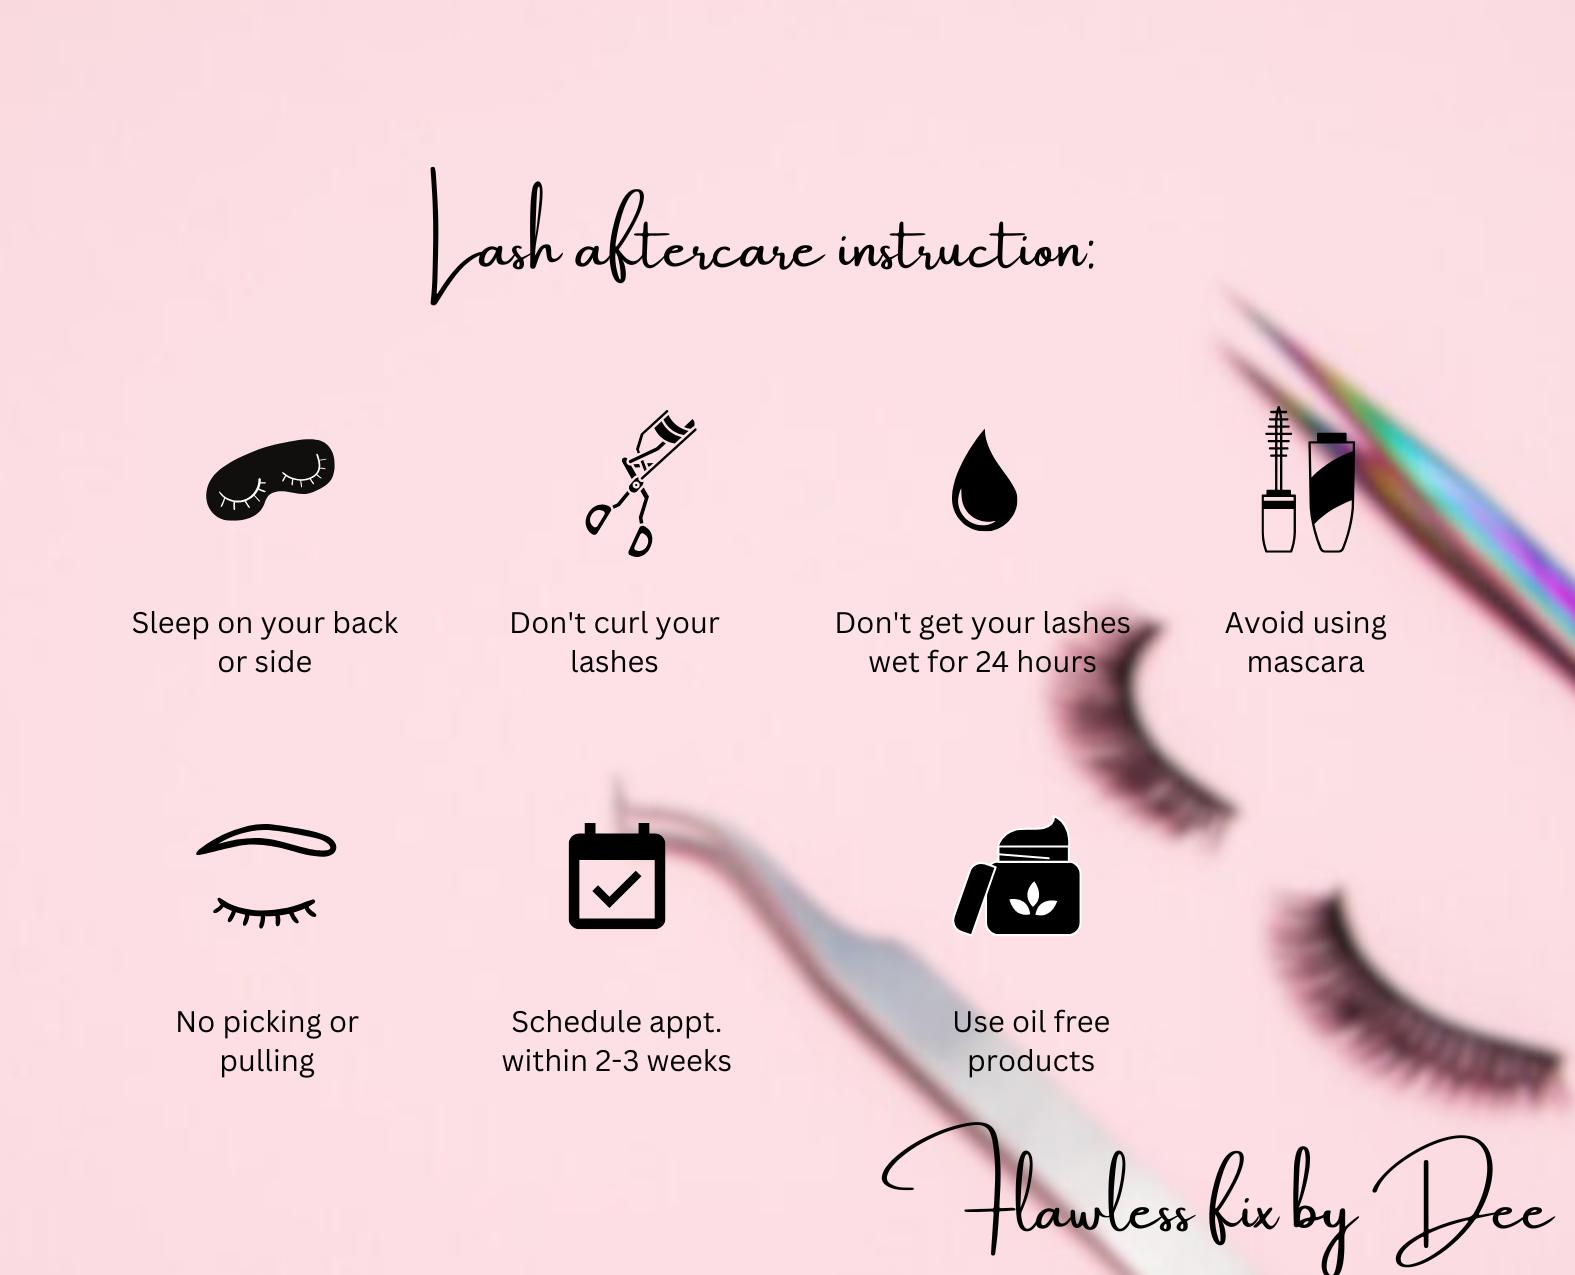 Lash aftercare instruction:
Sleep on your back
or side
Don't curl your
lashes
Don't get your lashes
wet for 24 hours
Avoid using
mascara
No picking or
pulling
Schedule appt.
within 2-3 weeks
Use oil free
products
Flawless fix by Dee